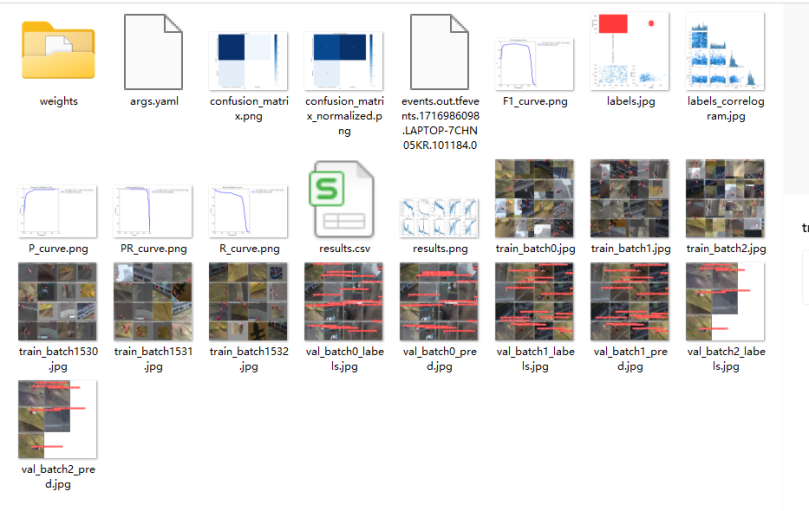 weights
args.yaml
confusion_matri
x.png
confusion_matri
x_normalized.p
ng
events.out.tfeve
nts.1716986098
.LAPTOP-7CHN
05KR.101184.0
F1_curve.png
labels.jpg
labels_correlog
ram.jpg
P_curve.png
PR_curve.png
R_curve.png
S
results.csv
results.png
train_batch0.jpg
train_batch1.jpg
train_batch2.jpg
train_batch1530
.jpg
train_batch1531
.jpg
train_batch1532
.jpg
val_batch0_labe
ls.jpg
val_batch0_pre
d.jpg
val_batch1_labe
ls.jpg
val_batch1_pre
d.jpg
val_batch2_labe
ls.jpg
val_batch2_pre
d.jpg